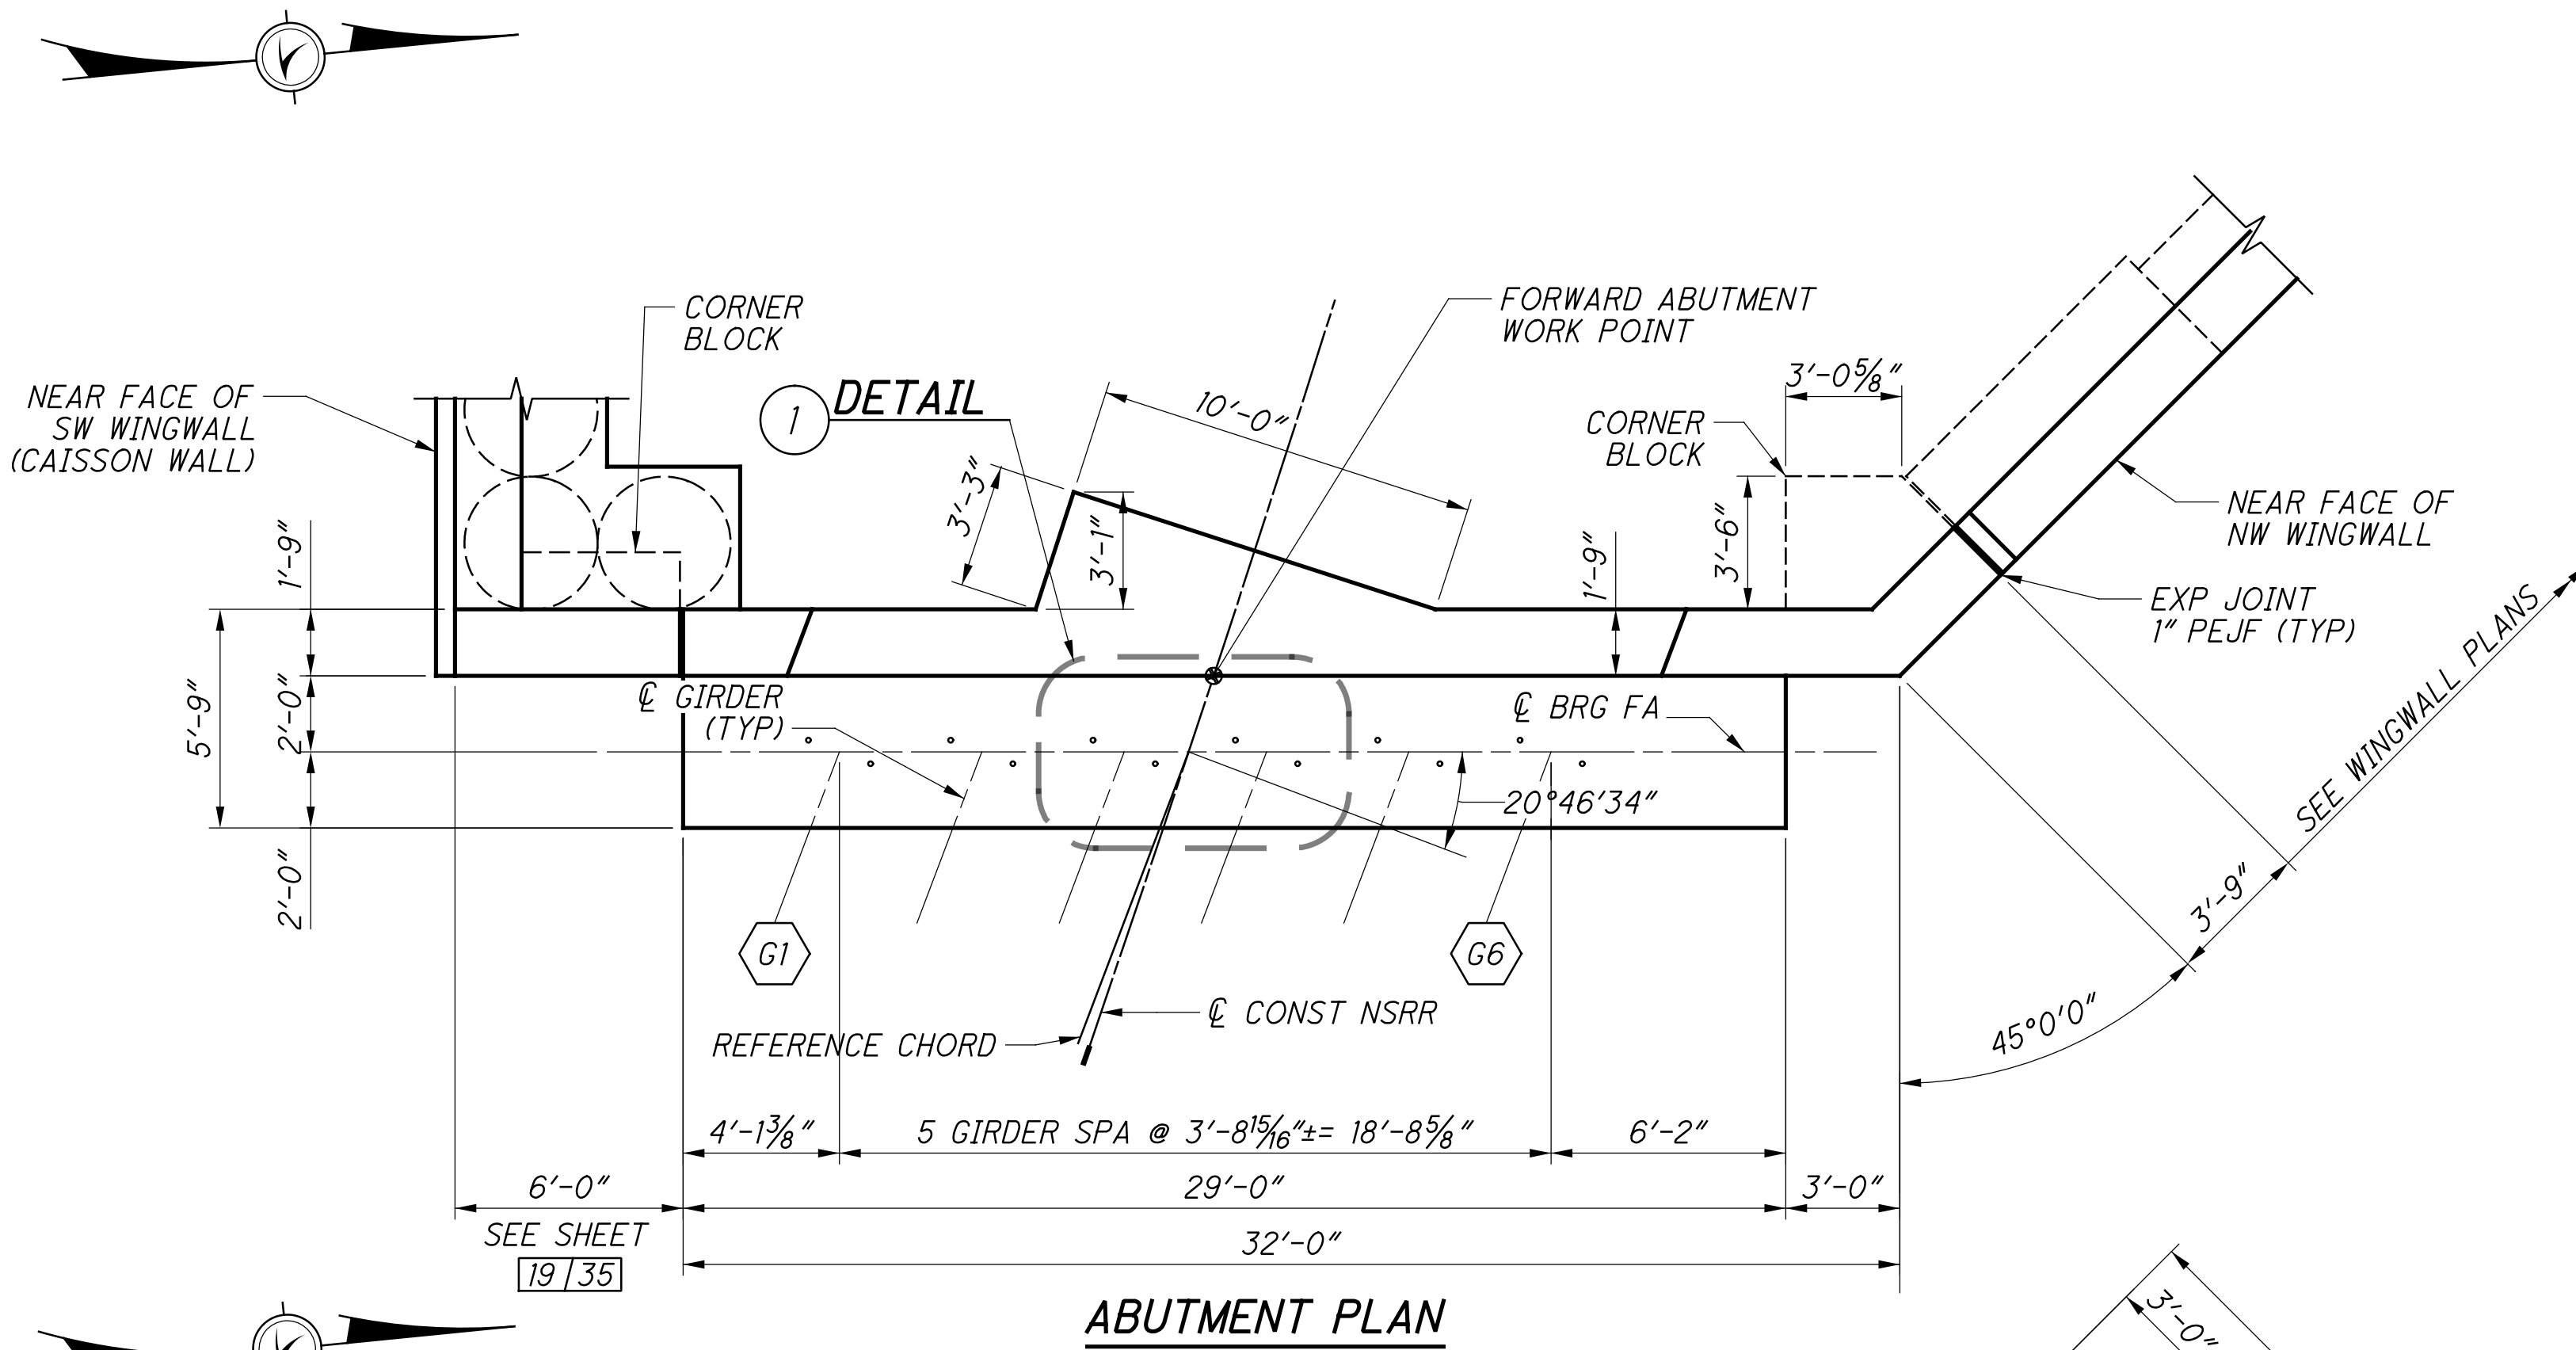 CORNER
BLOCK
FORWARD ABUTMENT
WORK POINT
NEAR FACE OF
SW WINGWALL
(CAISSON WALL)
1
DETAIL
10'-0"
3'-0⅝"
CORNER
BLOCK
3'-3"
3'-1"
1'-9"
3'-6"
NEAR FACE OF
NW WINGWALL
1'-9"
EXP JOINT
1" PEJF (TYP)
5'-9"
2'-0"
2'-0"
℄ GIRDER
(TYP)
℄ BRG FA
20°46'34"
SEE WINGWALL PLANS
3'-9"
45°0'0"
G1
G6
℄ CONST NSRR
REFERENCE CHORD
4'-1⅜"
5 GIRDER SPA @ 3'-8 15/16"±= 18'-8⅝"
6'-2"
6'-0"
29'-0"
3'-0"
SEE SHEET
19/35
32'-0"
ABUTMENT PLAN
3'-0"